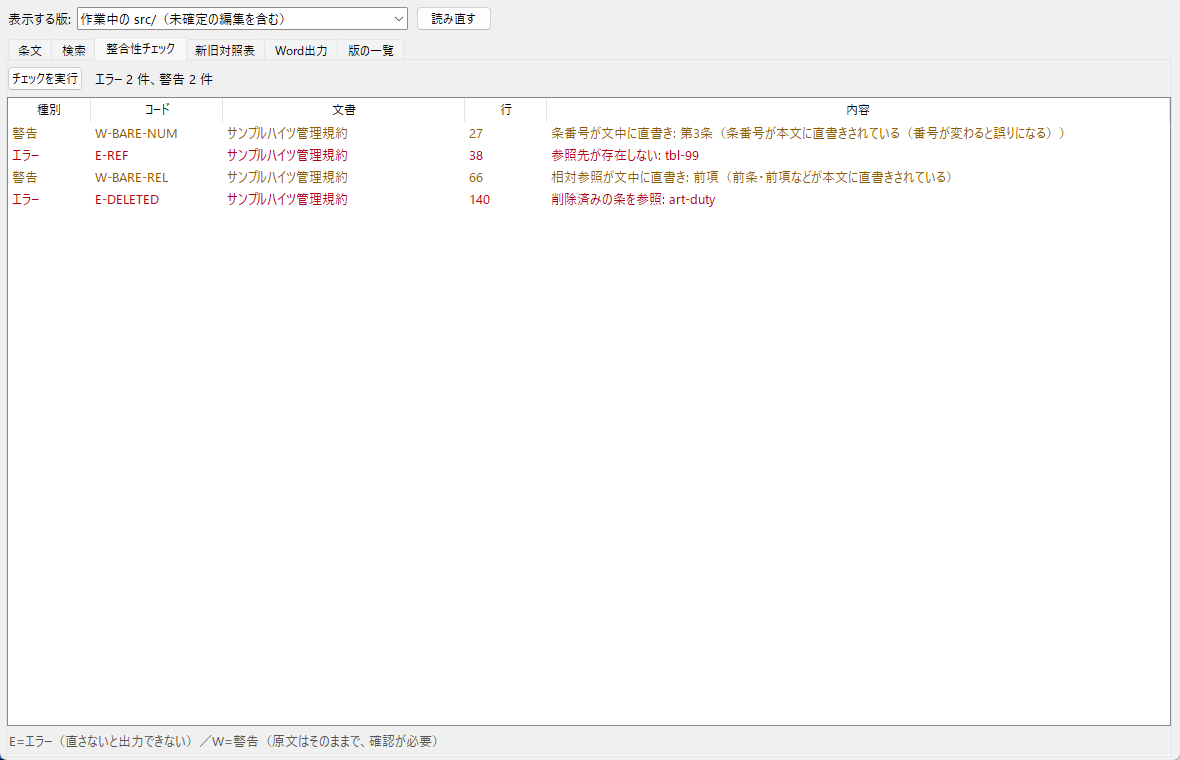 表示する版: 作業中の src/（未確定の編集を含む） 読み直す
条文 検索 整合性チェック 新旧対照表 Word出力 版の一覧
チェックを実行 エラー 2 件、警告 2 件
種別 コード 文書 行 内容
警告 W-BARE-NUM サンプルハイツ管理規約 27 条番号が文中に直書き: 第3条（条番号が本文に直書きされている（番号が変わると誤りになる））
エラー E-REF サンプルハイツ管理規約 38 参照先が存在しない: tbl-99
警告 W-BARE-REL サンプルハイツ管理規約 66 相対参照が文中に直書き: 前項（前条・前項などが本文に直書きされている）
エラー E-DELETED サンプルハイツ管理規約 140 削除済みの条を参照: art-duty
E=エラー（直さないと出力できない）／W=警告（原文はそのままで、確認が必要）